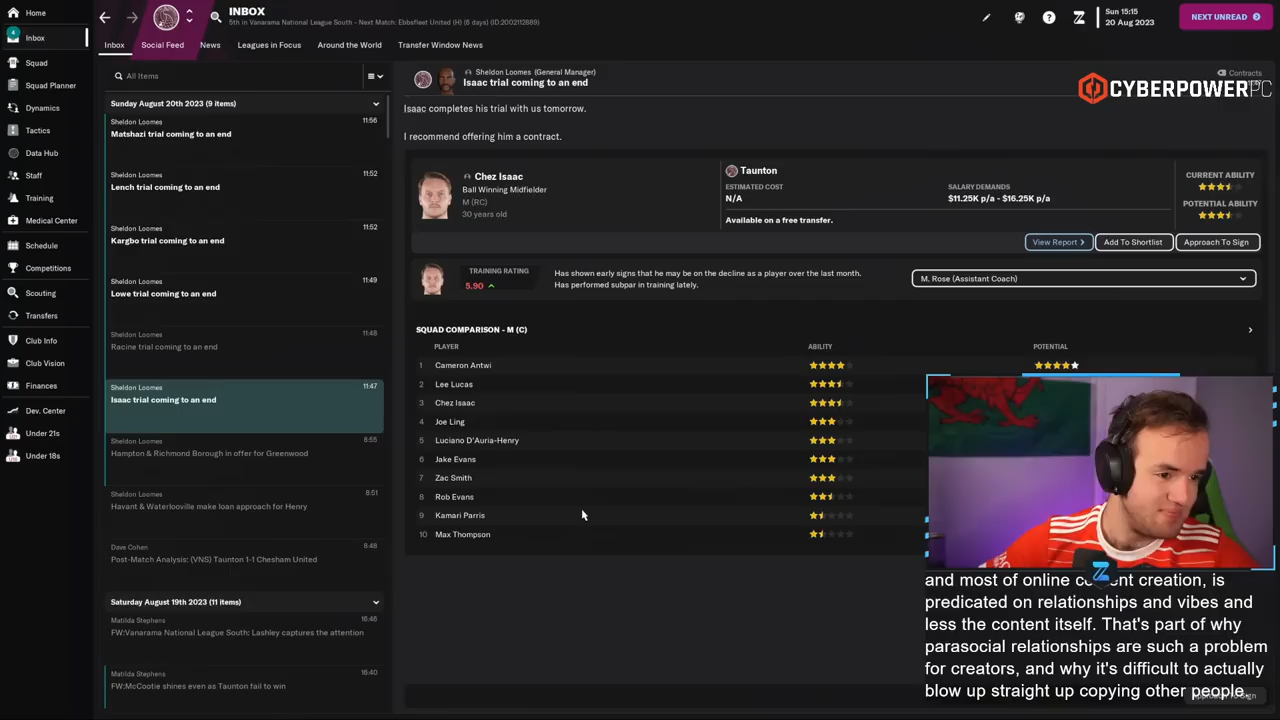 Home
Inbox
Squad
Squad Planner
Dynamics
Tactics
Data Hub
Staff
Training
Medical Center
Schedule
Competitions
Scouting
Transfers
Club Info
Club Vision
Finances
Dev. Center
Under 21s
Under 18s
INBOX
5th in Vanarama National League South - Next Match: Ebbsfleet United (H) (6 days) (ID:2002112889)
Sun 15:15
20 Aug 2023
NEXT UNREAD
Inbox Social Feed News Leagues in Focus Around the World Transfer Window News
All Items
Sunday August 20th 2023 (9 items)
Sheldon Loomes 11:56
Matshazi trial coming to an end
Sheldon Loomes 11:52
Lench trial coming to an end
Sheldon Loomes 11:52
Kargbo trial coming to an end
Sheldon Loomes 11:49
Lowe trial coming to an end
Sheldon Loomes 11:48
Racine trial coming to an end
Sheldon Loomes 11:47
Isaac trial coming to an end
Sheldon Loomes 8:55
Hampton & Richmond Borough in offer for Greenwood
Sheldon Loomes 8:51
Havant & Waterlooville make loan approach for Henry
Dave Cohen 8:48
Post-Match Analysis: (VNS) Taunton 1-1 Chesham United
Saturday August 19th 2023 (11 items)
Matilda Stephens 16:46
FW:Vanarama National League South: Lashley captures the attention
Matilda Stephens 16:40
FW:McCootie shines even as Taunton fail to win
Sheldon Loomes (General Manager)
Isaac trial coming to an end
Contracts
CYBERPOWERPC
Isaac completes his trial with us tomorrow.
I recommend offering him a contract.
Chez Isaac
Ball Winning Midfielder
M (RC)
30 years old
Taunton
ESTIMATED COST SALARY DEMANDS
N/A $11.25K p/a - $16.25K p/a
Available on a free transfer.
CURRENT ABILITY
POTENTIAL ABILITY
View Report Add To Shortlist Approach To Sign
TRAINING RATING
5.90
Has shown early signs that he may be on the decline as a player over the last month.
Has performed subpar in training lately.
M. Rose (Assistant Coach)
SQUAD COMPARISON - M (C)
PLAYER ABILITY POTENTIAL
1 Cameron Antwi
2 Lee Lucas
3 Chez Isaac
4 Joe Ling
5 Luciano D'Auria-Henry
6 Jake Evans
7 Zac Smith
8 Rob Evans
9 Kamari Parris
10 Max Thompson
and most of online content creation, is
predicated on relationships and vibes and
less the content itself. That's part of why
parasocial relationships are such a problem
for creators, and why it's difficult to actually
blow up straight up copying other people.